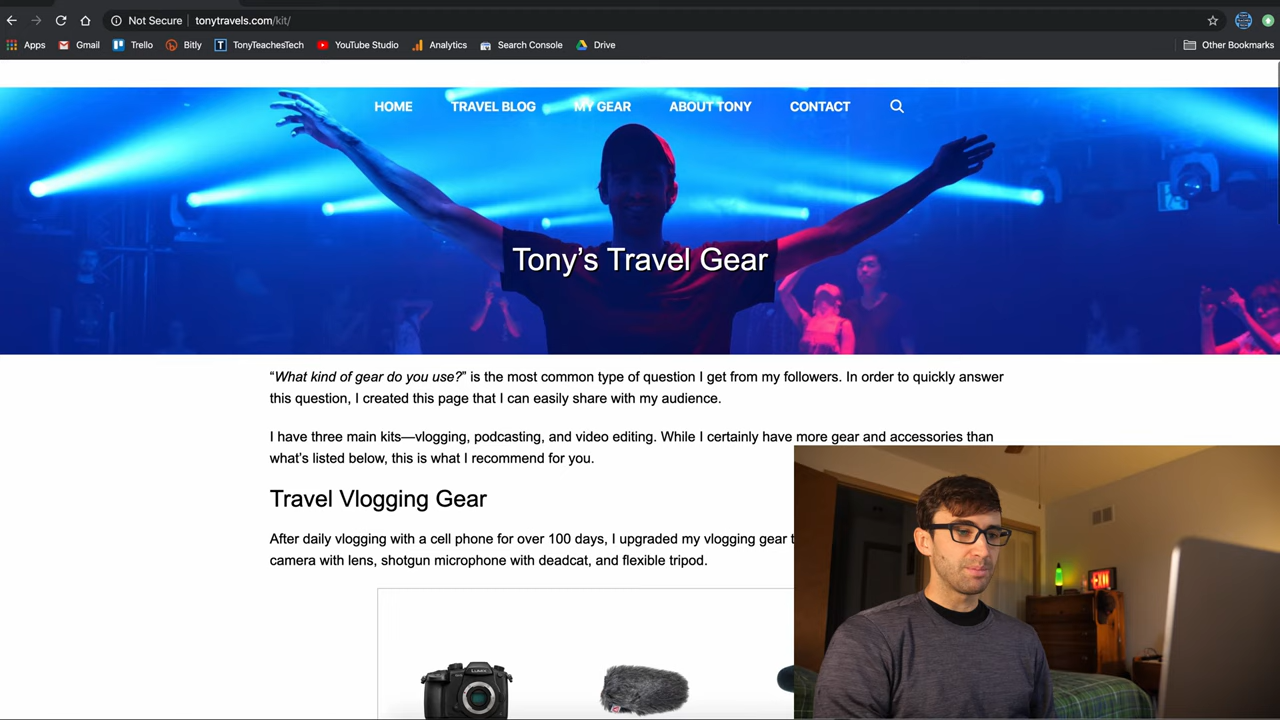 Not Secure | tonytravels.com/kit/
Apps Gmail Trello Bitly TonyTeachesTech YouTube Studio Analytics Search Console Drive Other Bookmarks
HOME TRAVEL BLOG MY GEAR ABOUT TONY CONTACT
Tony's Travel Gear
“What kind of gear do you use?” is the most common type of question I get from my followers. In order to quickly answer
this question, I created this page that I can easily share with my audience.
I have three main kits—vlogging, podcasting, and video editing. While I certainly have more gear and accessories than
what's listed below, this is what I recommend for you.
Travel Vlogging Gear
After daily vlogging with a cell phone for over 100 days, I upgraded my vlogging gear
camera with lens, shotgun microphone with deadcat, and flexible tripod.
LUMIX